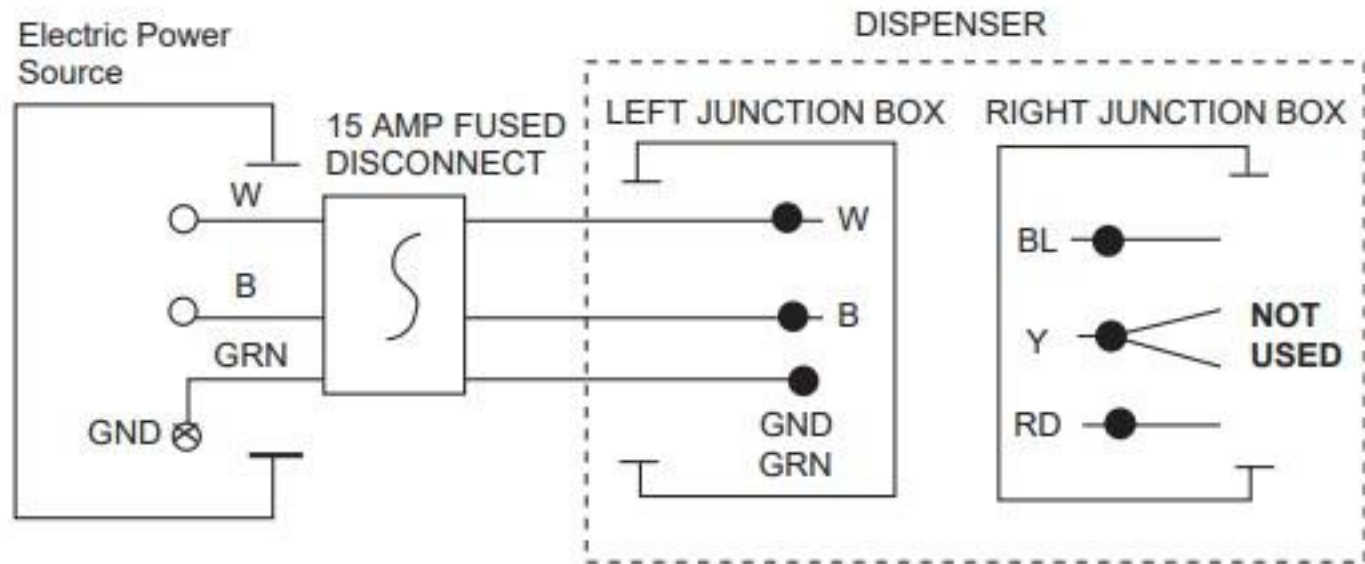 Electric Power
Source
DISPENSER
15 AMP FUSED
DISCONNECT
LEFT JUNCTION BOX
RIGHT JUNCTION BOX
W
W
BL
B
B
Y
NOT
USED
GRN
GND
GND
GRN
RD